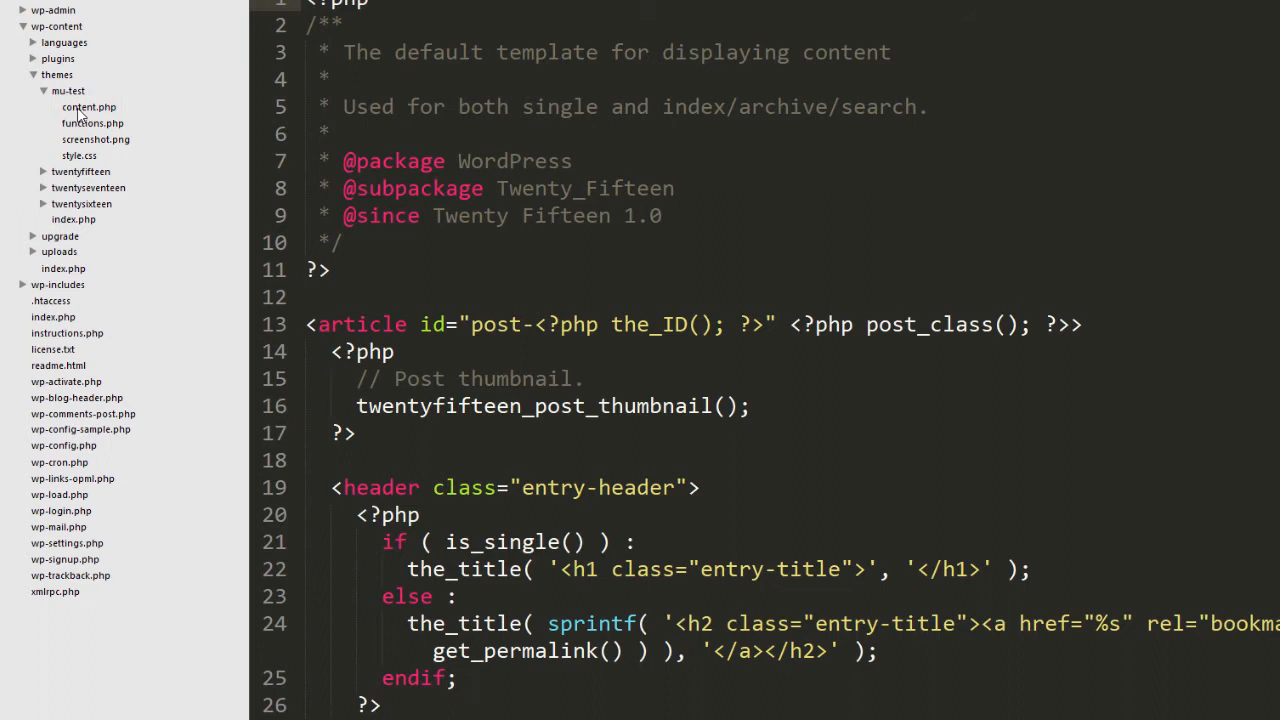 wp-admin
wp-content
languages
plugins
themes
mu-test
content.php
functions.php
screenshot.png
style.css
twentyfifteen
twentyseventeen
twentysixteen
index.php
upgrade
uploads
index.php
wp-includes
.htaccess
index.php
instructions.php
license.txt
readme.html
wp-activate.php
wp-blog-header.php
wp-comments-post.php
wp-config-sample.php
wp-config.php
wp-cron.php
wp-links-opml.php
wp-load.php
wp-login.php
wp-mail.php
wp-settings.php
wp-signup.php
wp-trackback.php
xmlrpc.php
1 <?php
2 /**
3 * The default template for displaying content
4 *
5 * Used for both single and index/archive/search.
6 *
7 * @package WordPress
8 * @subpackage Twenty_Fifteen
9 * @since Twenty Fifteen 1.0
10 */
11 ?>
12
13 <article id="post-<?php the_ID(); ?>" <?php post_class(); ?>>
14 <?php
15 // Post thumbnail.
16 twentyfifteen_post_thumbnail();
17 ?>
18
19 <header class="entry-header">
20 <?php
21 if ( is_single() ) :
22 the_title( '<h1 class="entry-title">', '</h1>' );
23 else :
24 the_title( sprintf( '<h2 class="entry-title"><a href="%s" rel="bookma
get_permalink() ) ), '</a></h2>' );
25 endif;
26 ?>